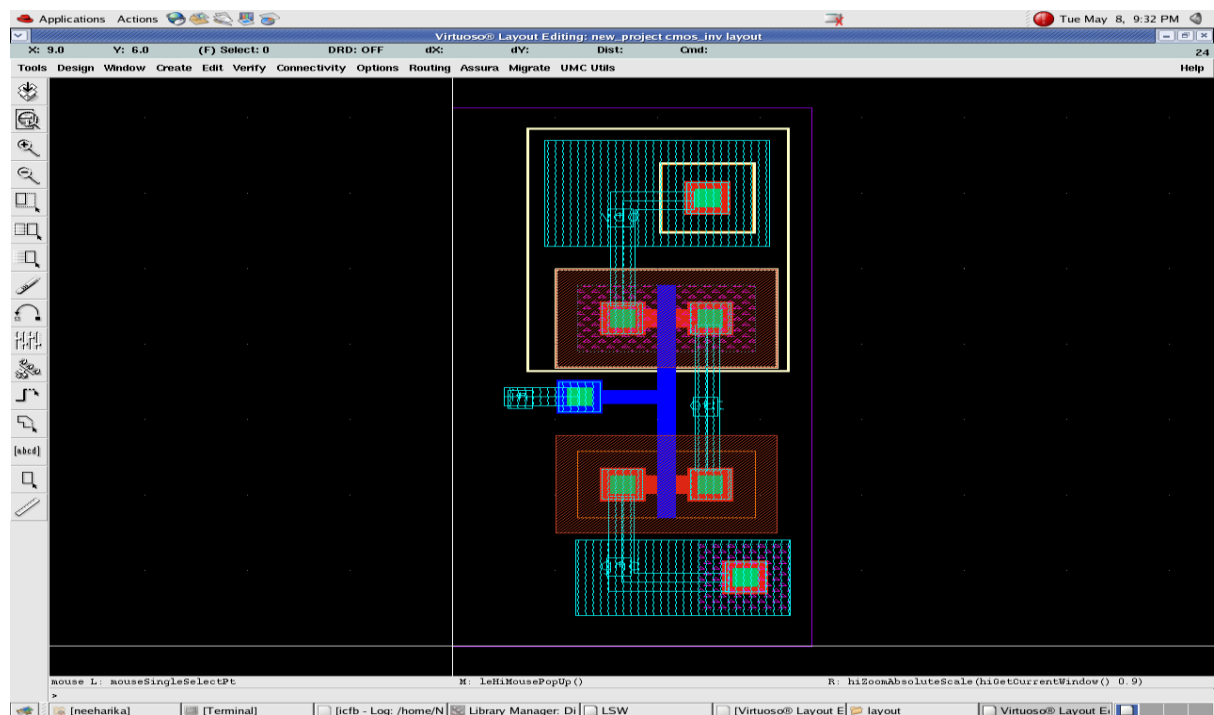 Applications Actions Tue May 8, 9:32 PM
Virtuoso® Layout Editing: new_project cmos_inv layout
X: 9.0 Y: 6.0 (F) Select: 0 DRD: OFF dX: dY: Dist: Cmd: 24
Tools Design Window Create Edit Verify Connectivity Options Routing Assura Migrate UMC Utils Help
[abcd]
mouse L: mouseSingleSelectPt M: leHiMousePopUp() R: hiZoomAbsoluteScale(hiGetCurrentWindow() 0.9)
>
[neeharika] [Terminal] [icfb - Log: /home/N Library Manager: Di LSW [Virtuoso® Layout E layout Virtuoso® Layout E